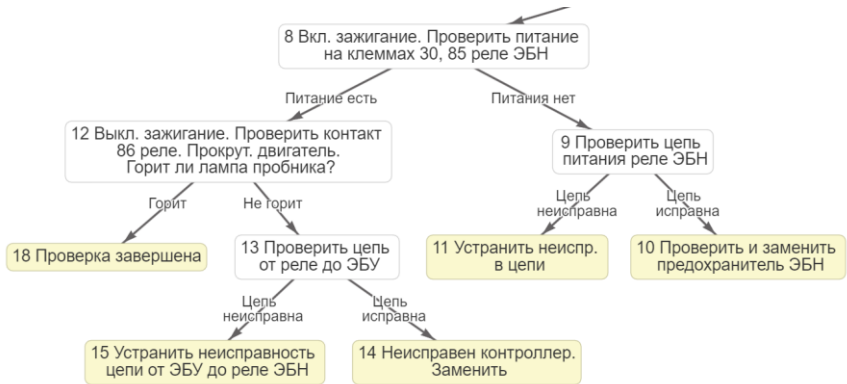 8 Вкл. зажигание. Проверить питание
на клеммах 30, 85 реле ЭБН
Питание есть
Питания нет
12 Выкл. зажигание. Проверить контакт
86 реле. Прокрут. двигатель.
Горит ли лампа пробника?
9 Проверить цепь
питания реле ЭБН
Горит
Не горит
Цепь
неисправна
Цепь
исправна
18 Проверка завершена
13 Проверить цепь
от реле до ЭБУ
11 Устранить неиспр.
в цепи
10 Проверить и заменить
предохранитель ЭБН
Цепь
неисправна
Цепь
исправна
15 Устранить неисправность
цепи от ЭБУ до реле ЭБН
14 Неисправен контроллер.
Заменить